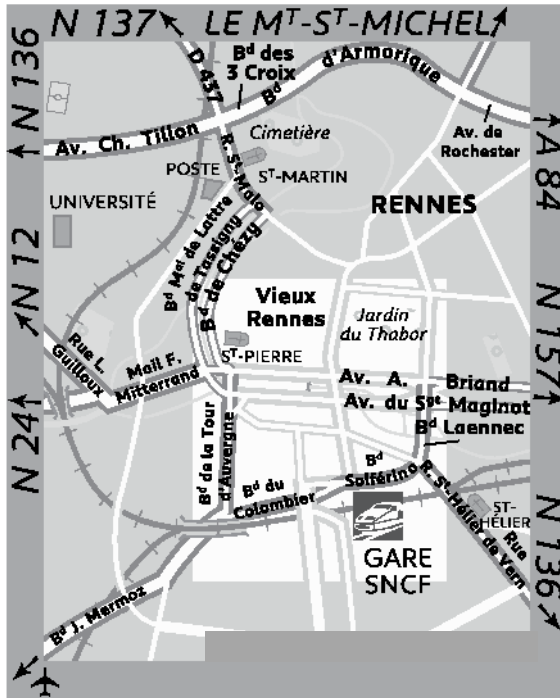 N 137
LE Mᵀ-Sᵀ-MICHEL
N 136
D 437
Bᵈ des
3 Croix
Bᵈ
d'Armorique
Av. Ch. Tillon
Cimetière
Av. de
Rochester
A 84
R. Sᵗ-Malo
POSTE
Sᵀ-MARTIN
UNIVERSITÉ
RENNES
Bᵈ Mᵃˡ de Lattre
de Tassigny
Bᵈ de Chézy
N 12
Vieux
Rennes
Jardin
du Thabor
N 157
Rue L.
Guilloux
Mail F.
Mitterrand
Sᵀ-PIERRE
Av. A. Briand
Av. du Sᵍᵗ Maginot
Bᵈ Laennec
N 24
Bᵈ de la Tour
d'Auvergne
Bᵈ du
Colombier
Bᵈ
Solférino
R. Sᵗ-Hélier
Rue de Vern
Sᵀ-
HÉLIER
GARE
SNCF
N 136
Bᵈ J. Mermoz